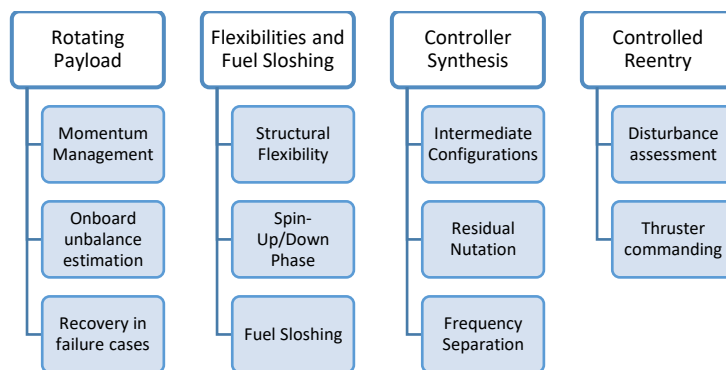 Rotating
Payload
Momentum
Management
Onboard
unbalance
estimation
Recovery in
failure cases
Flexibilities and
Fuel Sloshing
Structural
Flexibility
Spin-
Up/Down
Phase
Fuel Sloshing
Controller
Synthesis
Intermediate
Configurations
Residual
Nutation
Frequency
Separation
Controlled
Reentry
Disturbance
assessment
Thruster
commanding